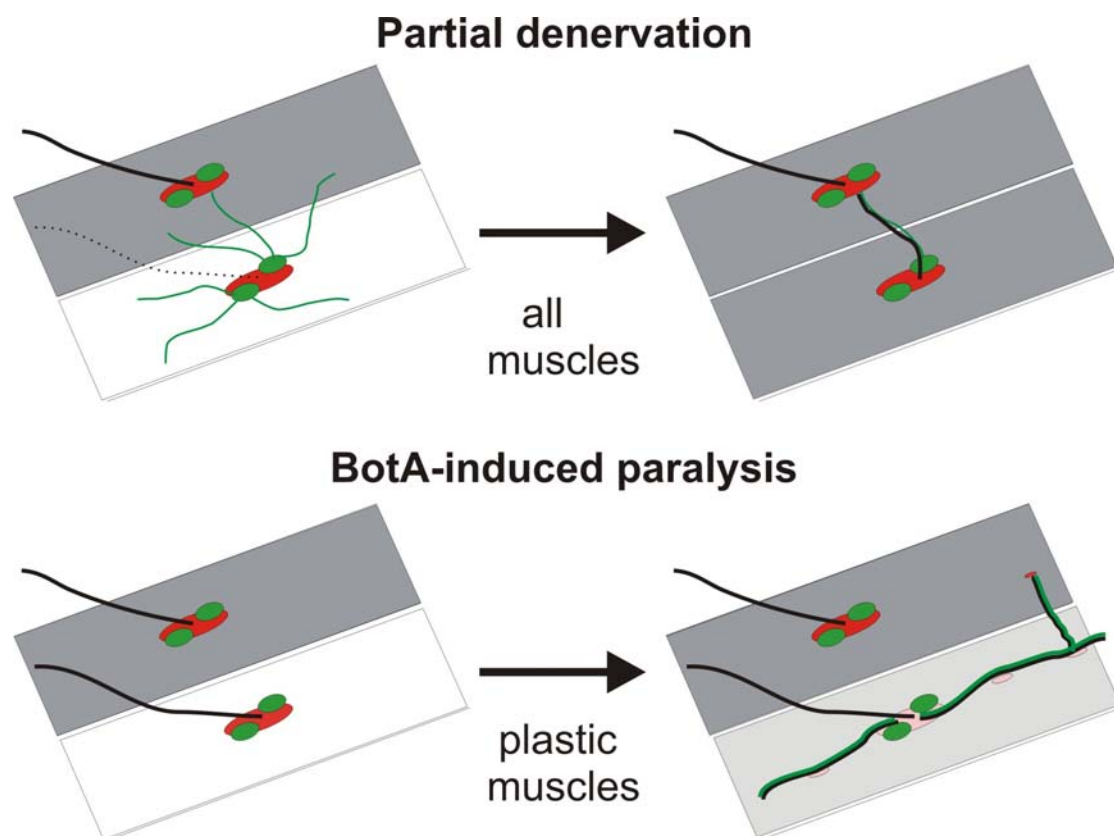 Partial denervation
all
muscles
BotA-induced paralysis
plastic
muscles